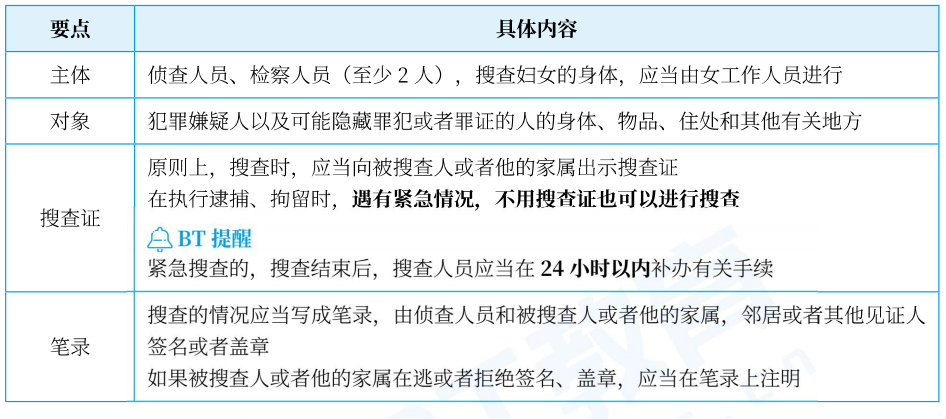 要点
具体内容
主体
侦查人员、检察人员（至少 2 人），搜查妇女的身体，应当由女工作人员进行
对象
犯罪嫌疑人以及可能隐藏罪犯或者罪证的人的身体、物品、住处和其他有关地方
搜查证
原则上，搜查时，应当向被搜查人或者他的家属出示搜查证
在执行逮捕、拘留时，遇有紧急情况，不用搜查证也可以进行搜查
BT 提醒
紧急搜查的，搜查结束后，搜查人员应当在 24 小时以内补办有关手续
笔录
搜查的情况应当写成笔录，由侦查人员和被搜查人或者他的家属，邻居或者其他见证人
签名或者盖章
如果被搜查人或者他的家属在逃或者拒绝签名、盖章，应当在笔录上注明
BT教育